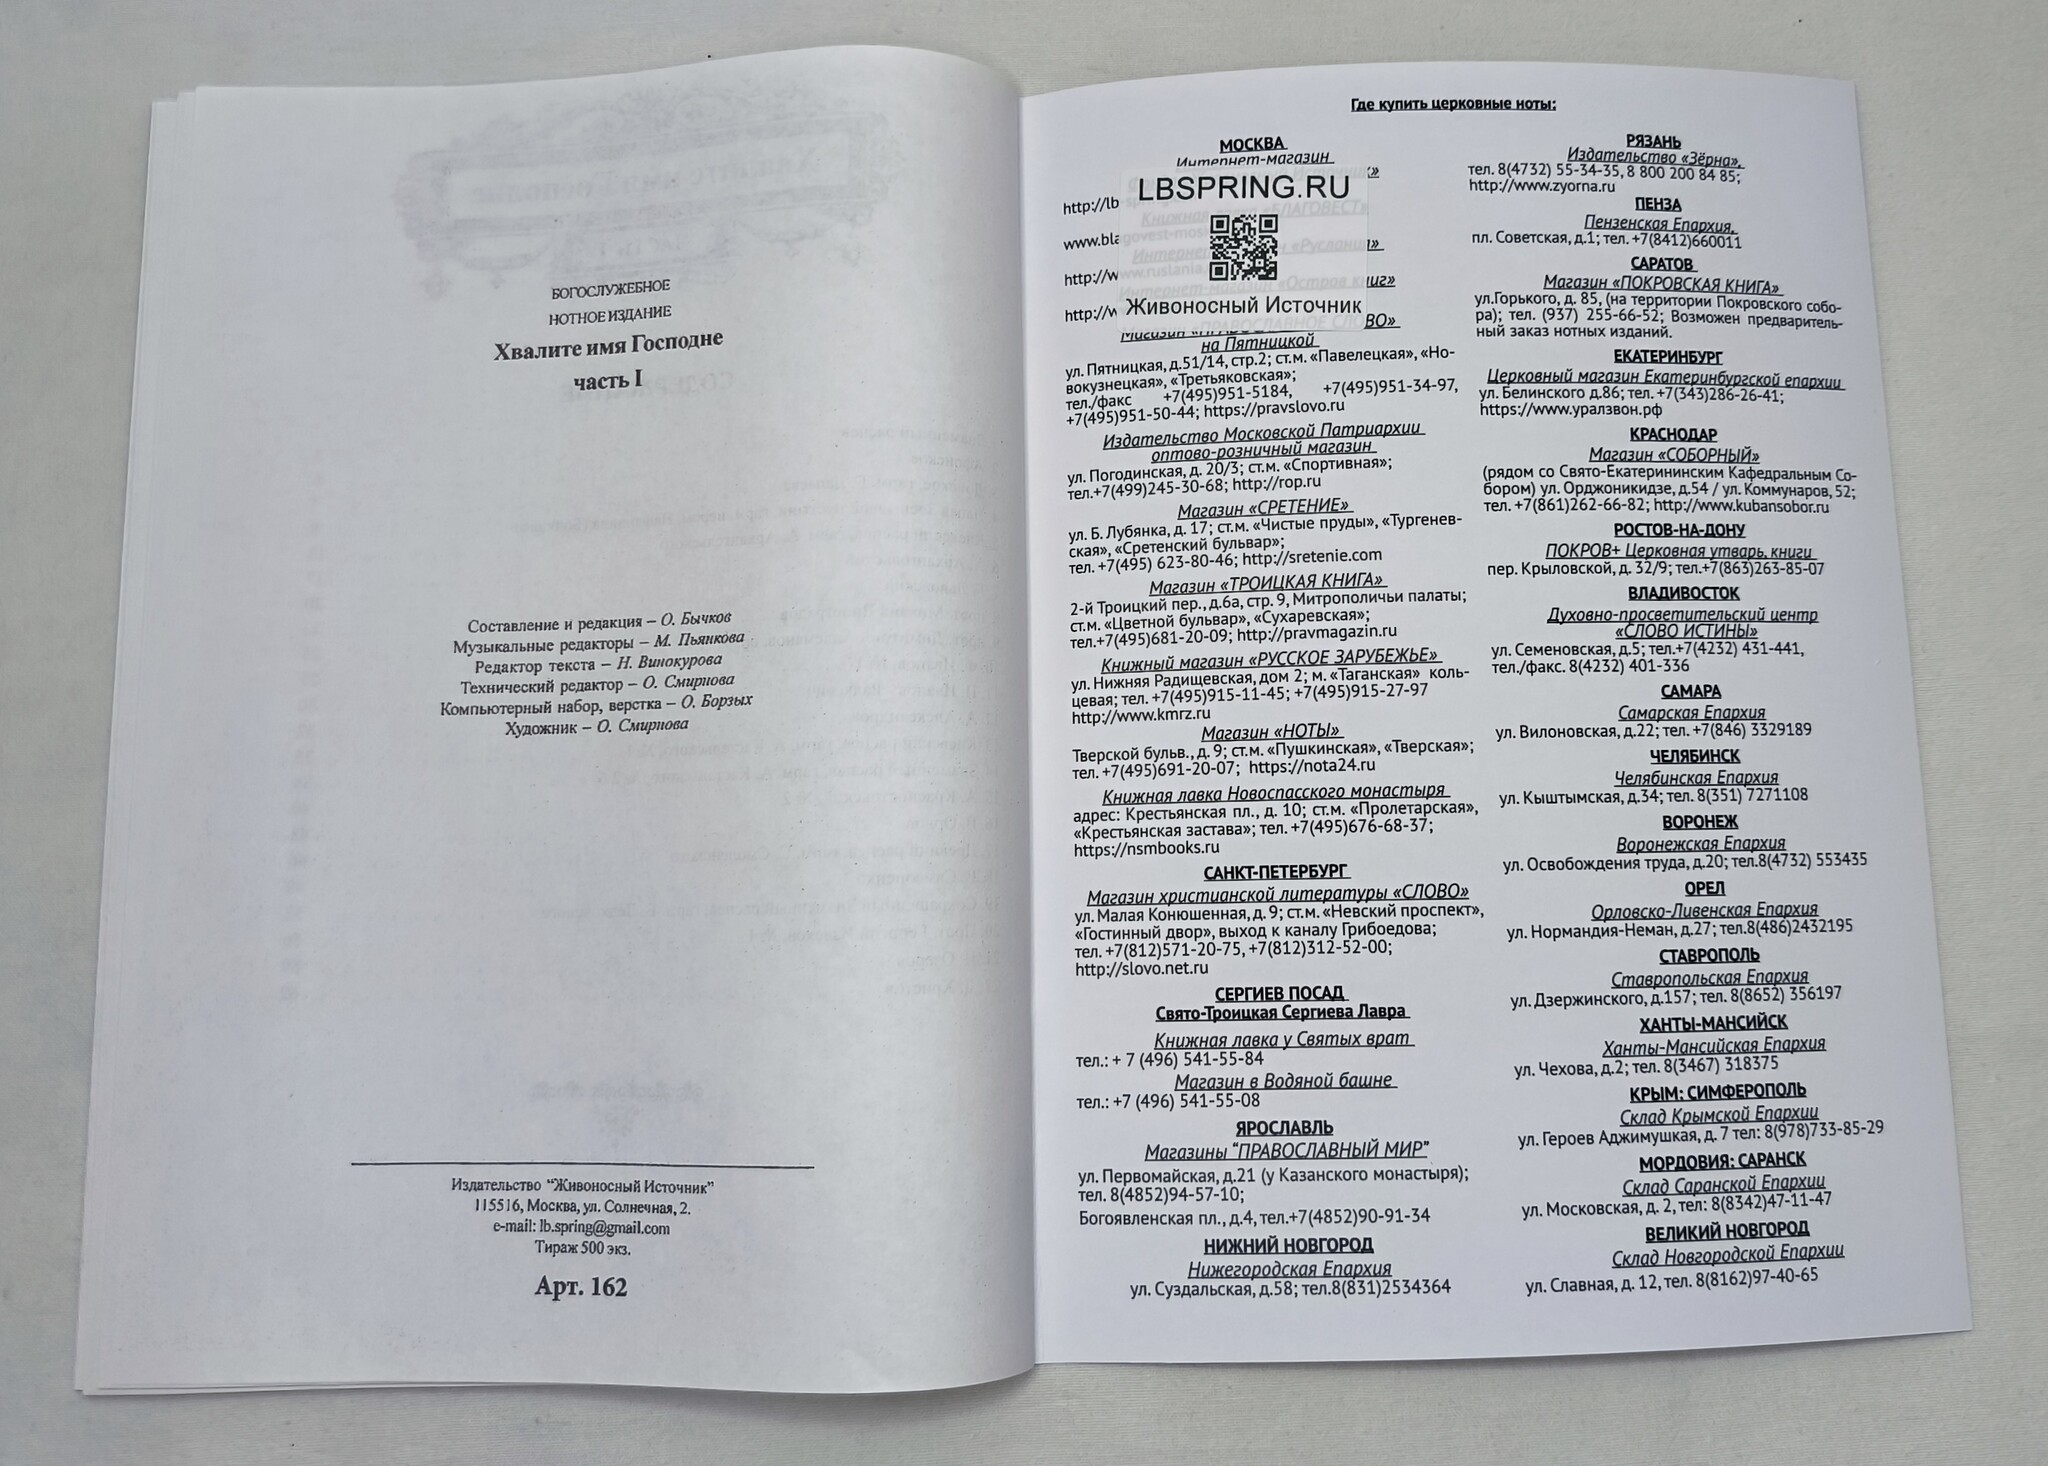 БОГОСЛУЖЕБНОЕ
НОТНОЕ ИЗДАНИЕ
Хвалите имя Господне
часть I
Составление и редакция – О. Бычков
Музыкальные редакторы – М. Пьянкова
Редактор текста – Н. Винокурова
Технический редактор – О. Смирнова
Компьютерный набор, верстка – О. Борзых
Художник – О. Смирнова
Издательство “Живоносный Источник”
115516, Москва, ул. Солнечная, 2.
e-mail: lb.spring@gmail.com
Тираж 500 экз.
Арт. 162
Где купить церковные ноты:
МОСКВА
Интернет-магазин
LBSPRING.RU
http://lb
Книжная БЛАГОВЕСТ»
www.bla
Интернет «Руслания»
http://w
Интернет-магазин «Остров книг»
http://w
Живоносный Источник
Магазин «ПРАВОСЛАВНОЕ СЛОВО»
на Пятницкой
ул. Пятницкая, д.51/14, стр.2; ст.м. «Павелецкая», «Но-
вокузнецкая», «Третьяковская»;
тел./факс +7(495)951-5184, +7(495)951-34-97,
+7(495)951-50-44; https://pravslovo.ru
Издательство Московской Патриархии
оптово-розничный магазин
ул. Погодинская, д. 20/3; ст.м. «Спортивная»;
тел.+7(499)245-30-68; http://rop.ru
Магазин «СРЕТЕНИЕ»
ул. Б. Лубянка, д. 17; ст.м. «Чистые пруды», «Тургенев-
ская», «Сретенский бульвар»;
тел. +7(495) 623-80-46; http://sretenie.com
Магазин «ТРОИЦКАЯ КНИГА»
2-й Троицкий пер., д.6а, стр. 9, Митрополичьи палаты;
ст.м. «Цветной бульвар», «Сухаревская»;
тел.+7(495)681-20-09; http://pravmagazin.ru
Книжный магазин «РУССКОЕ ЗАРУБЕЖЬЕ»
ул. Нижняя Радищевская, дом 2; м. «Таганская» коль-
цевая; тел. +7(495)915-11-45; +7(495)915-27-97
http://www.kmrz.ru
Магазин «НОТЫ»
Тверской бульв., д. 9; ст.м. «Пушкинская», «Тверская»;
тел. +7(495)691-20-07; https://nota24.ru
Книжная лавка Новоспасского монастыря
адрес: Крестьянская пл., д. 10; ст.м. «Пролетарская»,
«Крестьянская застава»; тел. +7(495)676-68-37;
https://nsmbooks.ru
САНКТ-ПЕТЕРБУРГ
Магазин христианской литературы «СЛОВО»
ул. Малая Конюшенная, д. 9; ст.м. «Невский проспект»,
«Гостинный двор», выход к каналу Грибоедова;
тел. +7(812)571-20-75, +7(812)312-52-00;
http://slovo.net.ru
СЕРГИЕВ ПОСАД
Свято-Троицкая Сергиева Лавра
Книжная лавка у Святых врат
тел.: + 7 (496) 541-55-84
Магазин в Водяной башне
тел.: +7 (496) 541-55-08
ЯРОСЛАВЛЬ
Магазины “ПРАВОСЛАВНЫЙ МИР”
ул. Первомайская, д.21 (у Казанского монастыря);
тел. 8(4852)94-57-10;
Богоявленская пл., д.4, тел.+7(4852)90-91-34
НИЖНИЙ НОВГОРОД
Нижегородская Епархия
ул. Суздальская, д.58; тел.8(831)2534364
РЯЗАНЬ
Издательство «Зёрна»,
тел. 8(4732) 55-34-35, 8 800 200 84 85;
http://www.zyorna.ru
ПЕНЗА
Пензенская Епархия,
пл. Советская, д.1; тел. +7(8412)660011
САРАТОВ
Магазин «ПОКРОВСКАЯ КНИГА»
ул.Горького, д. 85, (на территории Покровского собо-
ра); тел. (937) 255-66-52; Возможен предваритель-
ный заказ нотных изданий.
ЕКАТЕРИНБУРГ
Церковный магазин Екатеринбургской епархии
ул. Белинского д.86; тел. +7(343)286-26-41;
https://www.уралзвон.рф
КРАСНОДАР
Магазин «СОБОРНЫЙ»
(рядом со Свято-Екатерининским Кафедральным Со-
бором) ул. Орджоникидзе, д.54 / ул. Коммунаров, 52;
тел. +7(861)262-66-82; http://www.kubansobor.ru
РОСТОВ-НА-ДОНУ
ПОКРОВ+ Церковная утварь, книги
пер. Крыловской, д. 32/9; тел.+7(863)263-85-07
ВЛАДИВОСТОК
Духовно-просветительский центр
«СЛОВО ИСТИНЫ»
ул. Семеновская, д.5; тел.+7(4232) 431-441,
тел./факс. 8(4232) 401-336
САМАРА
Самарская Епархия
ул. Вилоновская, д.22; тел. +7(846) 3329189
ЧЕЛЯБИНСК
Челябинская Епархия
ул. Кыштымская, д.34; тел. 8(351) 7271108
ВОРОНЕЖ
Воронежская Епархия
ул. Освобождения труда, д.20; тел.8(4732) 553435
ОРЕЛ
Орловско-Ливенская Епархия
ул. Нормандия-Неман, д.27; тел.8(486)2432195
СТАВРОПОЛЬ
Ставропольская Епархия
ул. Дзержинского, д.157; тел. 8(8652) 356197
ХАНТЫ-МАНСИЙСК
Ханты-Мансийская Епархия
ул. Чехова, д.2; тел. 8(3467) 318375
КРЫМ: СИМФЕРОПОЛЬ
Склад Крымской Епархии
ул. Героев Аджимушкая, д. 7 тел: 8(978)733-85-29
МОРДОВИЯ: САРАНСК
Склад Саранской Епархии
ул. Московская, д. 2, тел: 8(8342)47-11-47
ВЕЛИКИЙ НОВГОРОД
Склад Новгородской Епархии
ул. Славная, д. 12, тел. 8(8162)97-40-65